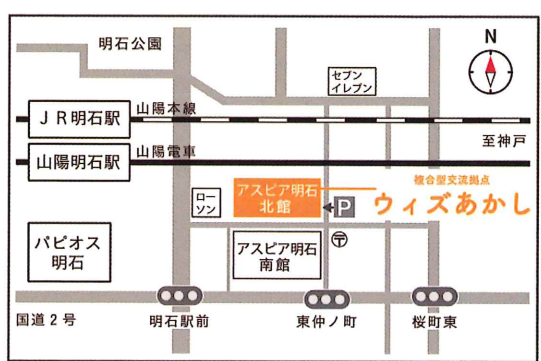 明石公園
N
セブン
イレブン
JR明石駅
山陽本線
至神戸
山陽明石駅
山陽電車
ロー
ソン
アスピア明石
北館
P
複合型交流拠点
ウィズあかし
パピオス
明石
アスピア明石
南館
〶
国道2号
明石駅前
東仲ノ町
桜町東